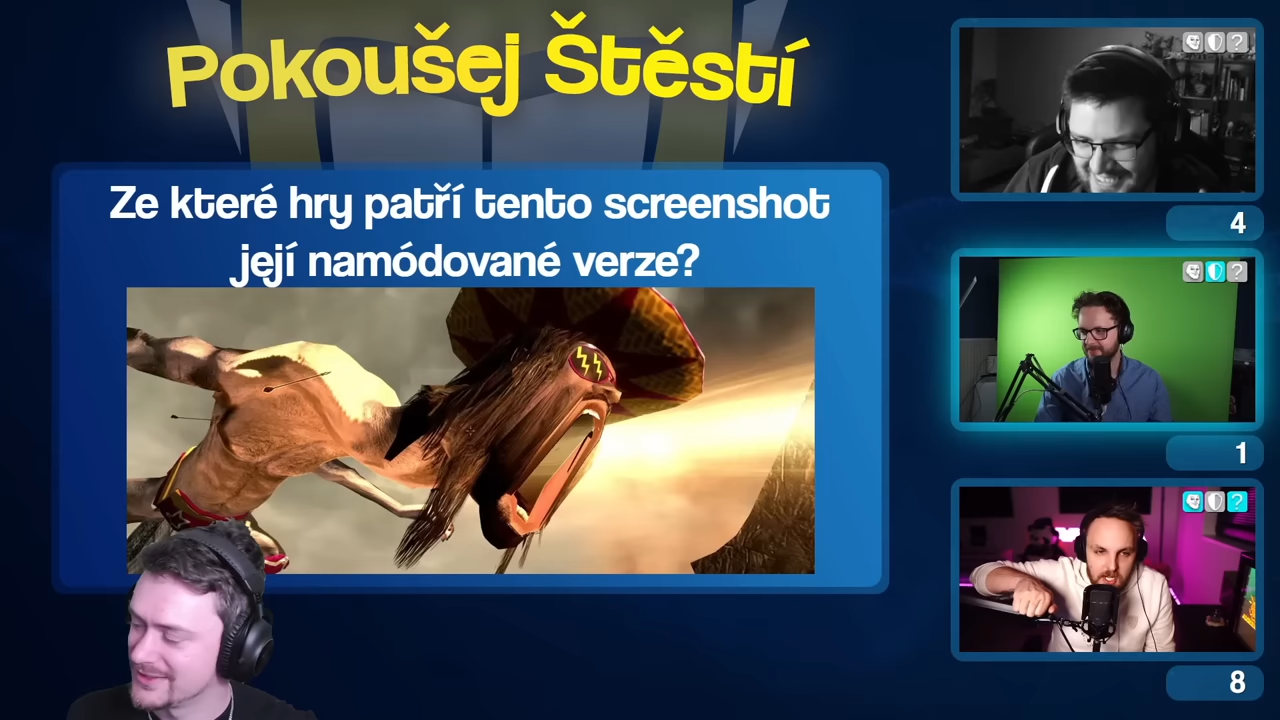 Pokoušej Štěstí
Ze které hry patří tento screenshot
její namódované verze?
?
4
?
1
?
8